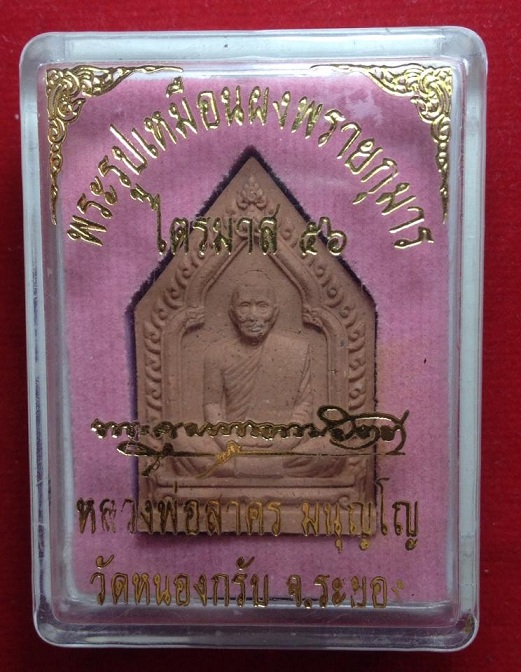 พระรูปเหมือนผงพรายกุมาร
ไตรมาส ๕๖
หลวงพ่อสาคร มนุญฺโญ
วัดหนองกรับ จ.ระยอง